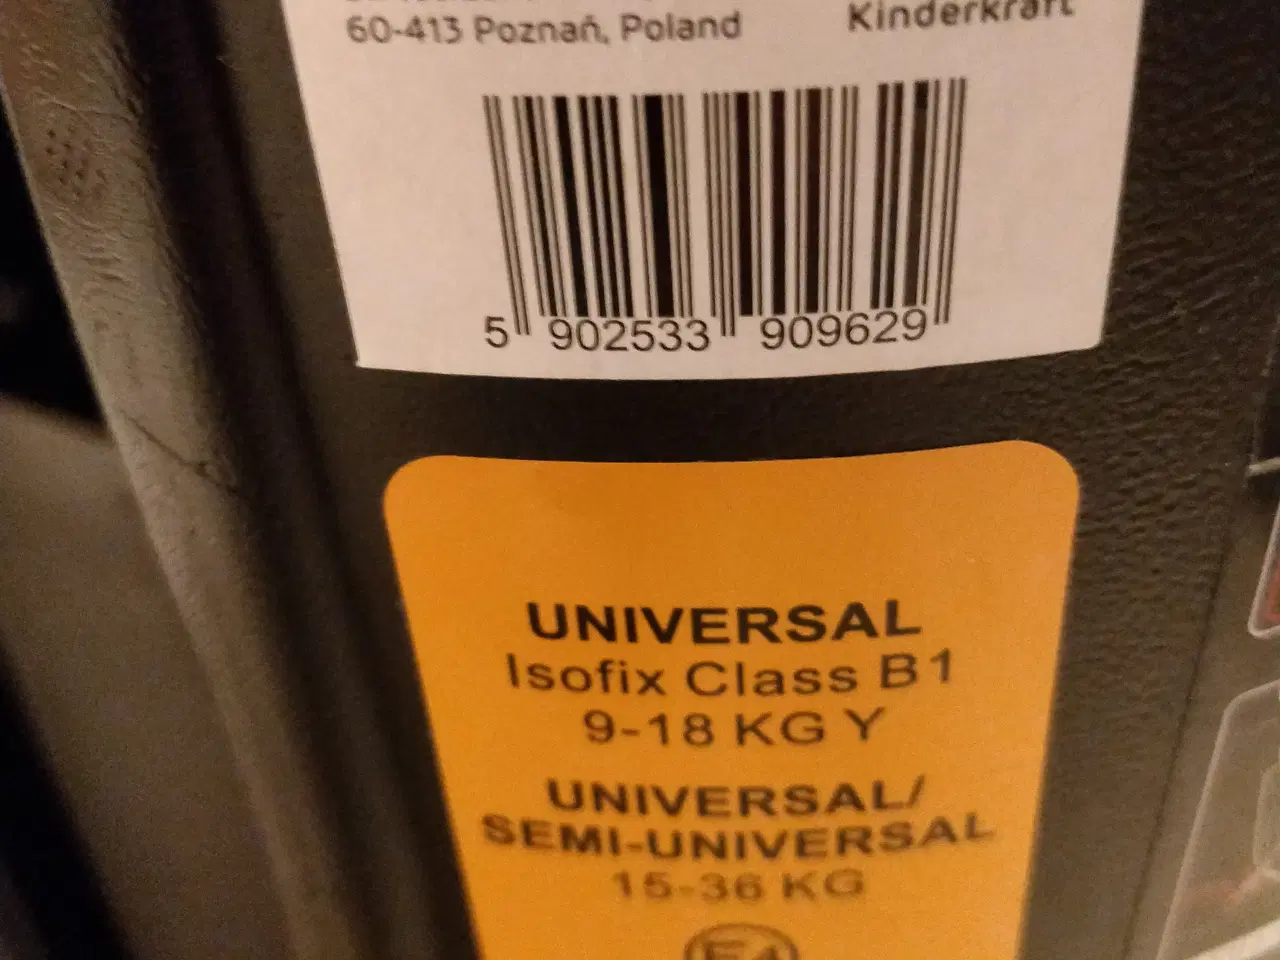 60-413 Poznań, Poland
Kinderkraft
5 902533 909629
UNIVERSAL
Isofix Class B1
9-18 KG Y
UNIVERSAL/
SEMI-UNIVERSAL
15-36 KG
E4